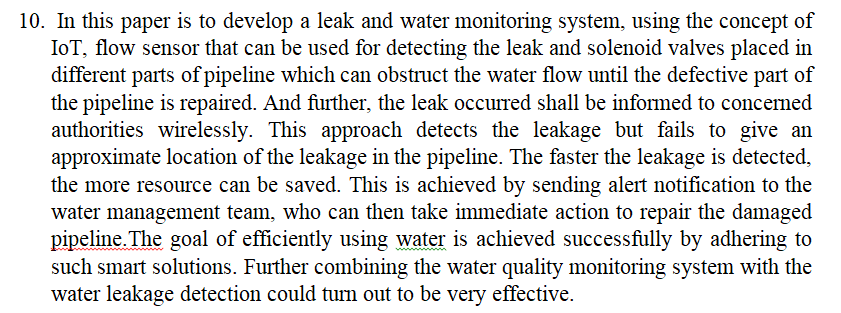 10. In this paper is to develop a leak and water monitoring system, using the concept of
IoT, flow sensor that can be used for detecting the leak and solenoid valves placed in
different parts of pipeline which can obstruct the water flow until the defective part of
the pipeline is repaired. And further, the leak occurred shall be informed to concerned
authorities wirelessly. This approach detects the leakage but fails to give an
approximate location of the leakage in the pipeline. The faster the leakage is detected,
the more resource can be saved. This is achieved by sending alert notification to the
water management team, who can then take immediate action to repair the damaged
pipeline.The goal of efficiently using water is achieved successfully by adhering to
such smart solutions. Further combining the water quality monitoring system with the
water leakage detection could turn out to be very effective.